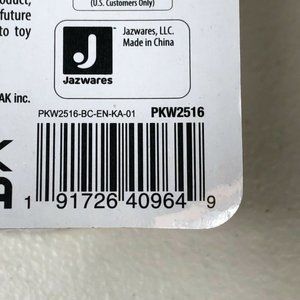 oduct,
(U.S. Customers Only)
future
to toy
J
Jazwares
Jazwares, LLC.
Made in China
AK inc.
PKW2516-BC-EN-KA-01 PKW2516
K
A
1 91726 40964 9